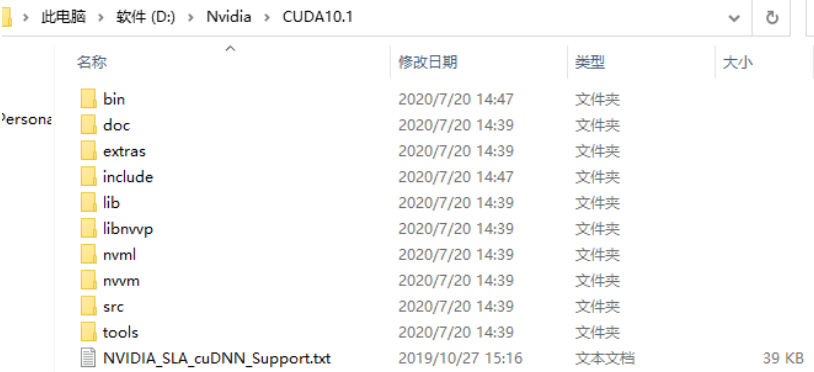 此电脑 › 软件 (D:) › Nvidia › CUDA10.1
名称 修改日期 类型 大小
bin 2020/7/20 14:47 文件夹
Persona doc 2020/7/20 14:39 文件夹
extras 2020/7/20 14:39 文件夹
include 2020/7/20 14:47 文件夹
lib 2020/7/20 14:39 文件夹
libnvvp 2020/7/20 14:39 文件夹
nvml 2020/7/20 14:39 文件夹
nvvm 2020/7/20 14:39 文件夹
src 2020/7/20 14:39 文件夹
tools 2020/7/20 14:39 文件夹
NVIDIA_SLA_cuDNN_Support.txt 2019/10/27 15:16 文本文档 39 KB